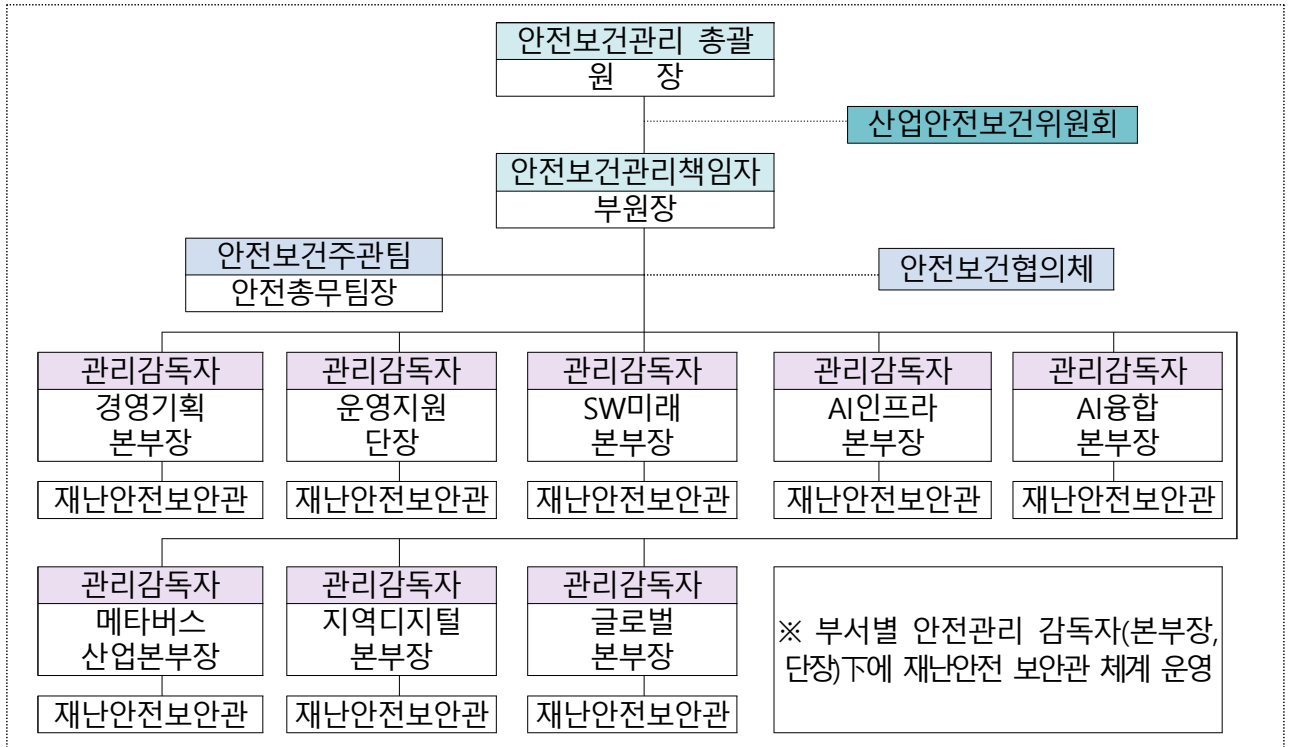 안전보건관리 총괄
원 장
산업안전보건위원회
안전보건관리책임자
부원장
안전보건주관팀
안전총무팀장
안전보건협의체
관리감독자
경영기획
본부장
재난안전보안관
관리감독자
운영지원
단장
재난안전보안관
관리감독자
SW미래
본부장
재난안전보안관
관리감독자
AI인프라
본부장
재난안전보안관
관리감독자
AI융합
본부장
재난안전보안관
관리감독자
메타버스
산업본부장
재난안전보안관
관리감독자
지역디지털
본부장
재난안전보안관
관리감독자
글로벌
본부장
재난안전보안관
※ 부서별 안전관리 감독자(본부장,
단장)下에 재난안전 보안관 체계 운영